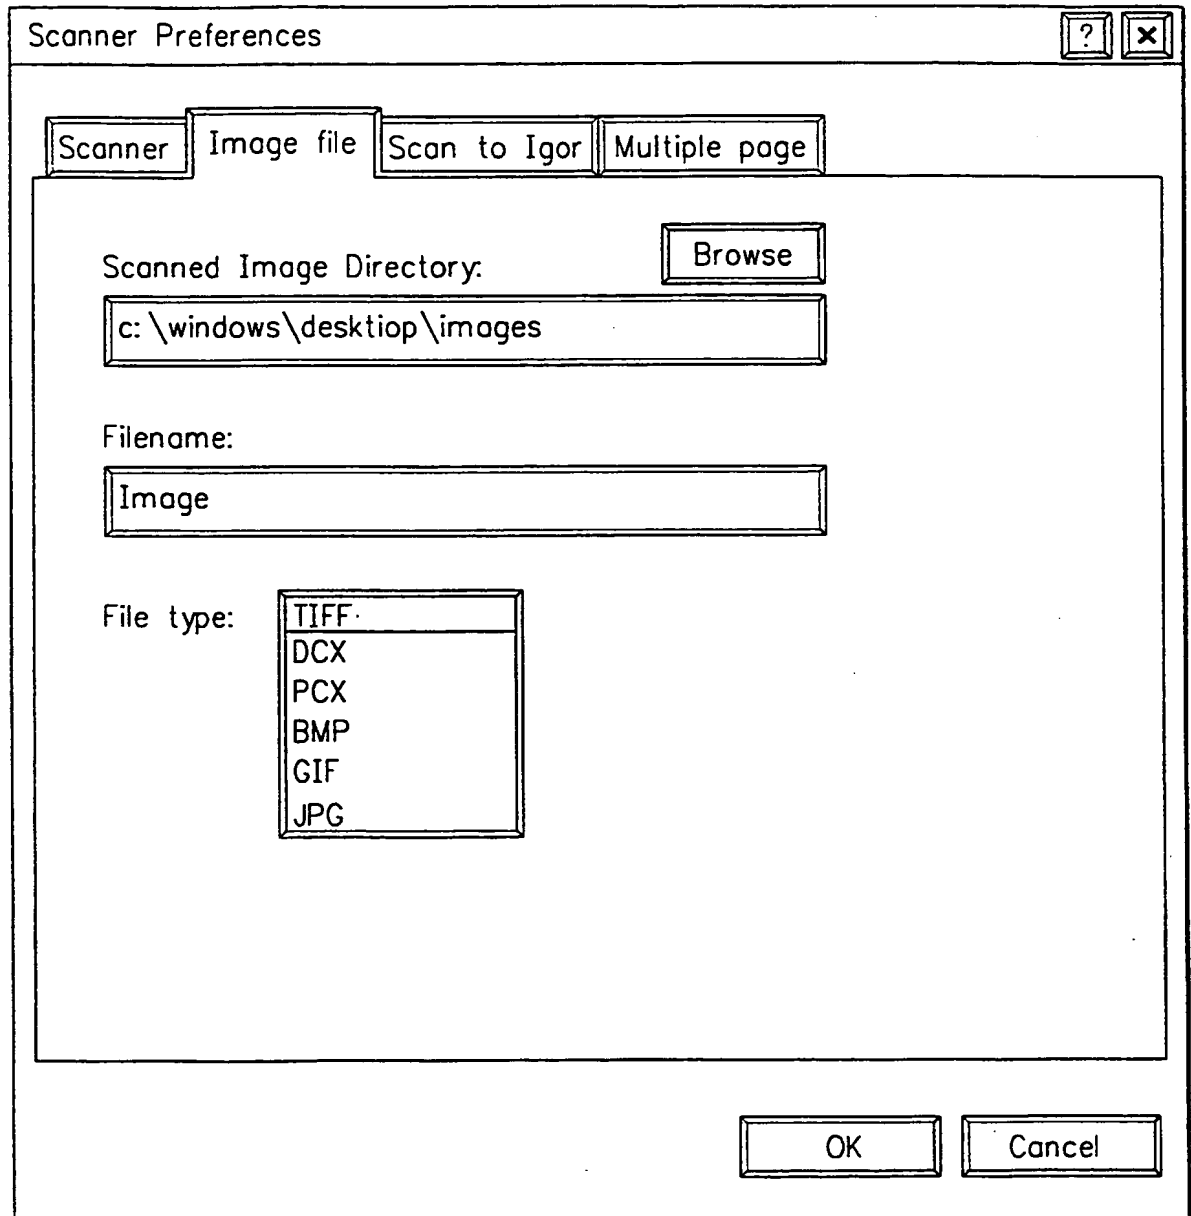 Scanner Preferences ? ×
Scanner Image file Scan to Igor Multiple page
Browse
Scanned Image Directory:
c:\windows\desktiop\images
Filename:
Image
File type: TIFF
DCX
PCX
BMP
GIF
JPG
OK Cancel